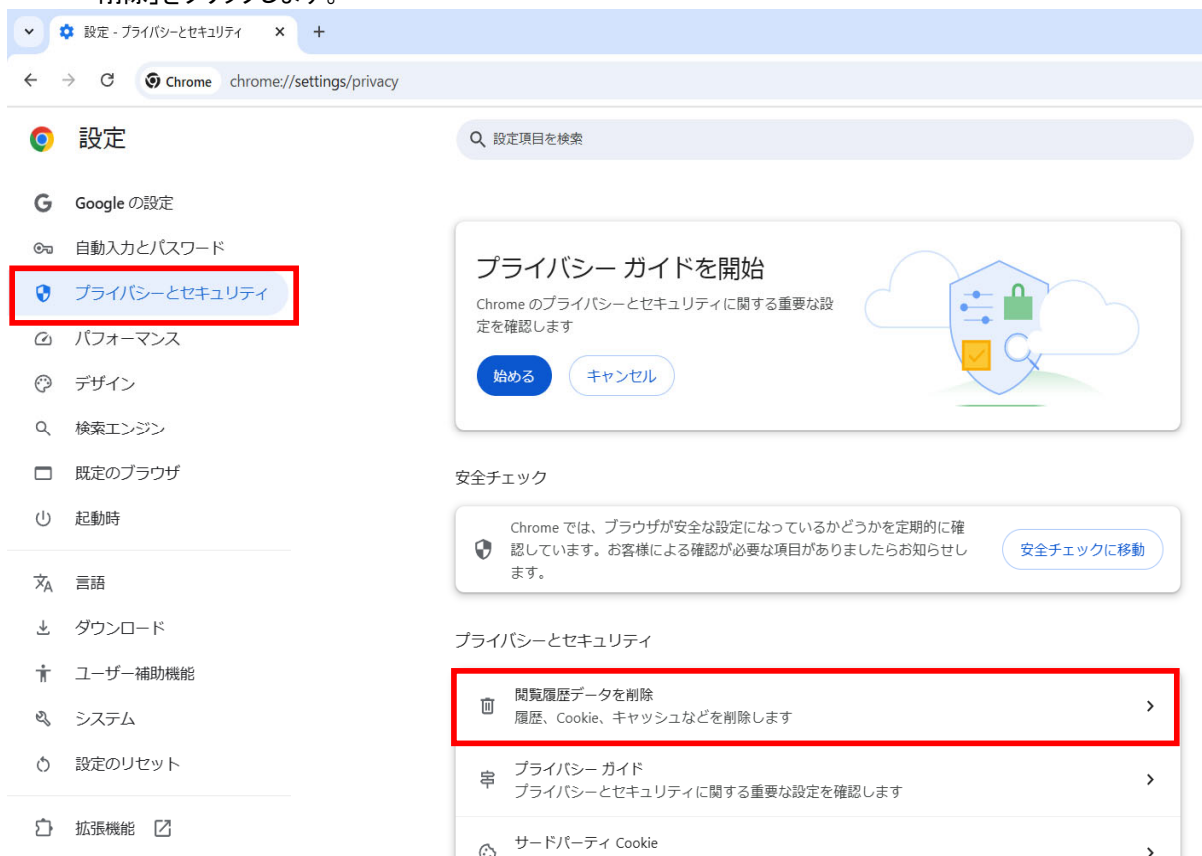 削除」をクリックします。
設定 - プライバシーとセキュリティ
Chrome chrome://settings/privacy
設定
設定項目を検索
Google の設定
自動入力とパスワード
プライバシーとセキュリティ
パフォーマンス
デザイン
検索エンジン
既定のブラウザ
起動時
言語
ダウンロード
ユーザー補助機能
システム
設定のリセット
拡張機能
プライバシー ガイドを開始
Chrome のプライバシーとセキュリティに関する重要な設
定を確認します
始める キャンセル
安全チェック
Chrome では、ブラウザが安全な設定になっているかどうかを定期的に確
認しています。お客様による確認が必要な項目がありましたらお知らせし
ます。
安全チェックに移動
プライバシーとセキュリティ
閲覧履歴データを削除
履歴、Cookie、キャッシュなどを削除します
プライバシー ガイド
プライバシーとセキュリティに関する重要な設定を確認します
サードパーティ Cookie